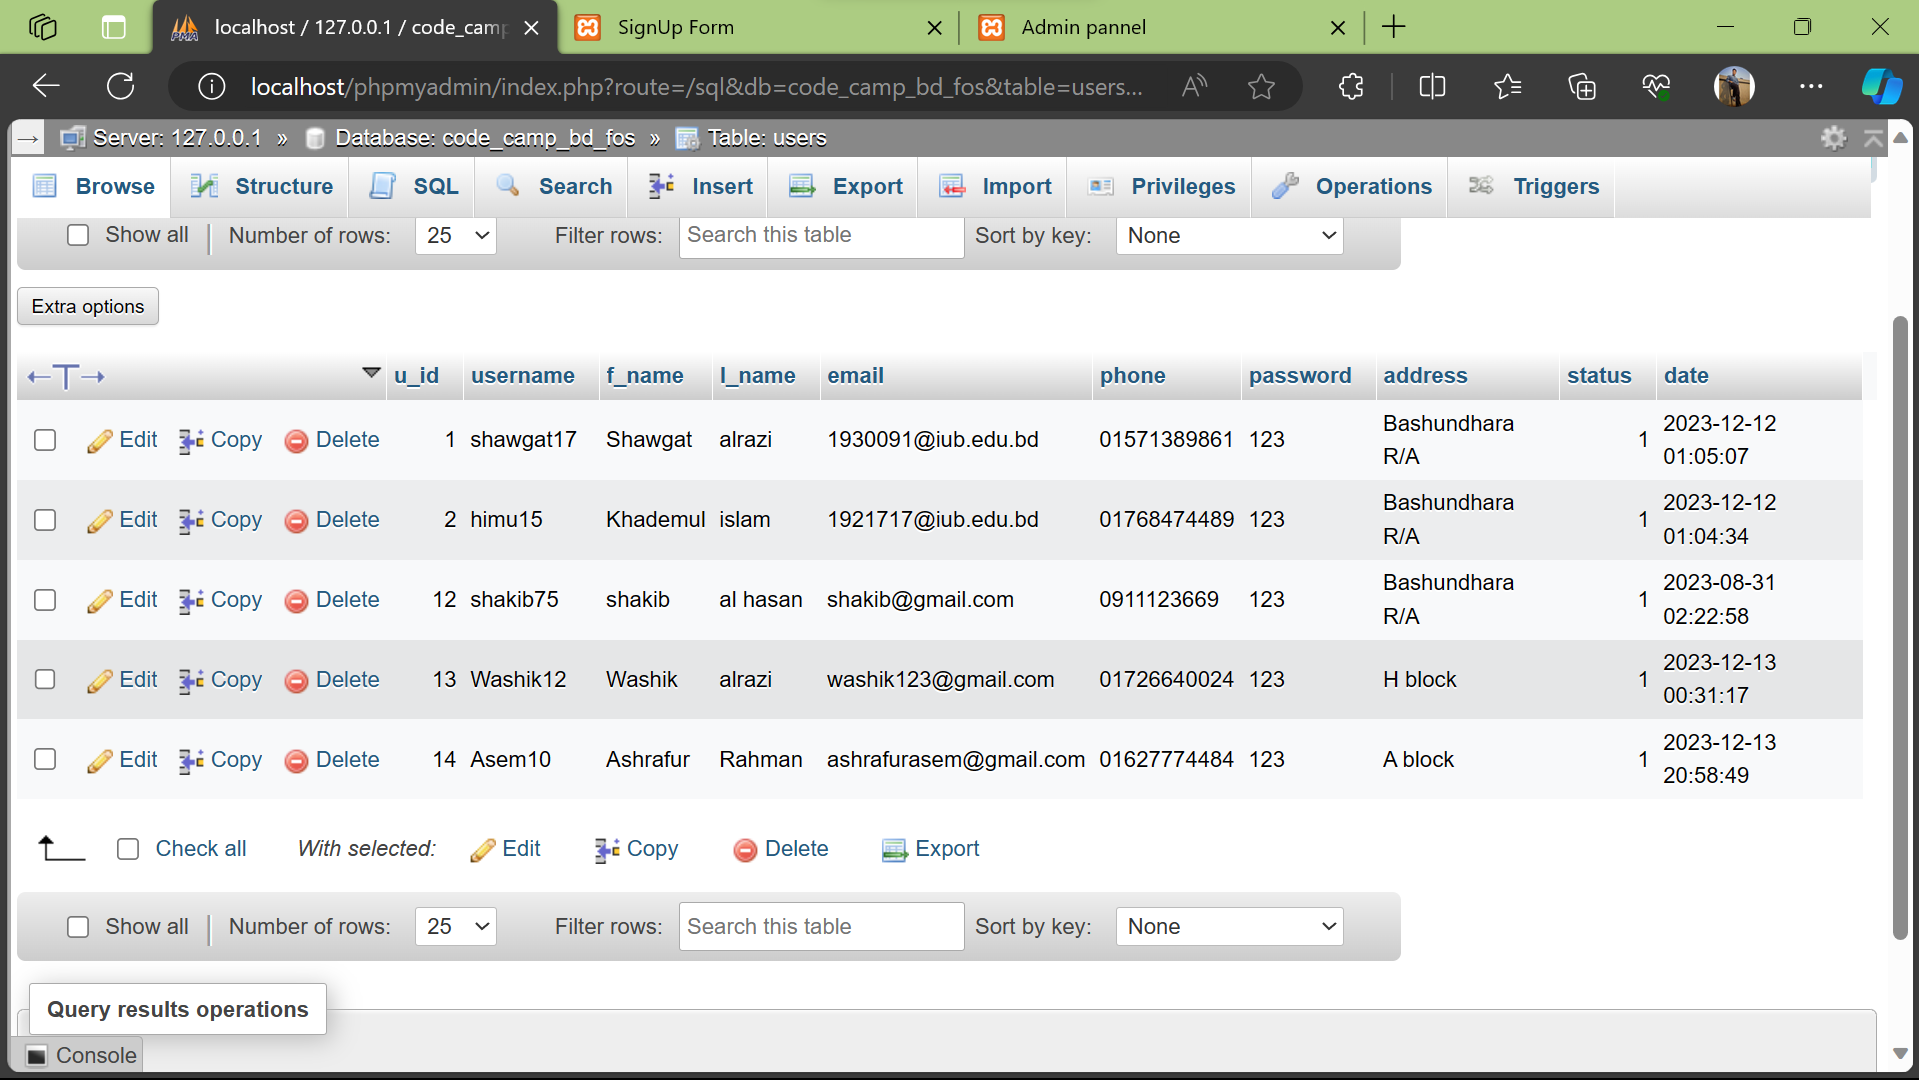 localhost / 127.0.0.1 / code_camp
SignUp Form
Admin pannel
localhost/phpmyadmin/index.php?route=/sql&db=code_camp_bd_fos&table=users...
Server: 127.0.0.1 » Database: code_camp_bd_fos » Table: users
Browse Structure SQL Search Insert Export Import Privileges Operations Triggers
Show all Number of rows: 25 Filter rows: Search this table Sort by key: None
Extra options
u_id username f_name l_name email phone password address status date
Edit Copy Delete 1 shawgat17 Shawgat alrazi 1930091@iub.edu.bd 01571389861 123 Bashundhara R/A 1 2023-12-12 01:05:07
Edit Copy Delete 2 himu15 Khademul islam 1921717@iub.edu.bd 01768474489 123 Bashundhara R/A 1 2023-12-12 01:04:34
Edit Copy Delete 12 shakib75 shakib al hasan shakib@gmail.com 0911123669 123 Bashundhara R/A 1 2023-08-31 02:22:58
Edit Copy Delete 13 Washik12 Washik alrazi washik123@gmail.com 01726640024 123 H block 1 2023-12-13 00:31:17
Edit Copy Delete 14 Asem10 Ashrafur Rahman ashrafurasem@gmail.com 01627774484 123 A block 1 2023-12-13 20:58:49
Check all With selected: Edit Copy Delete Export
Show all Number of rows: 25 Filter rows: Search this table Sort by key: None
Query results operations
Console